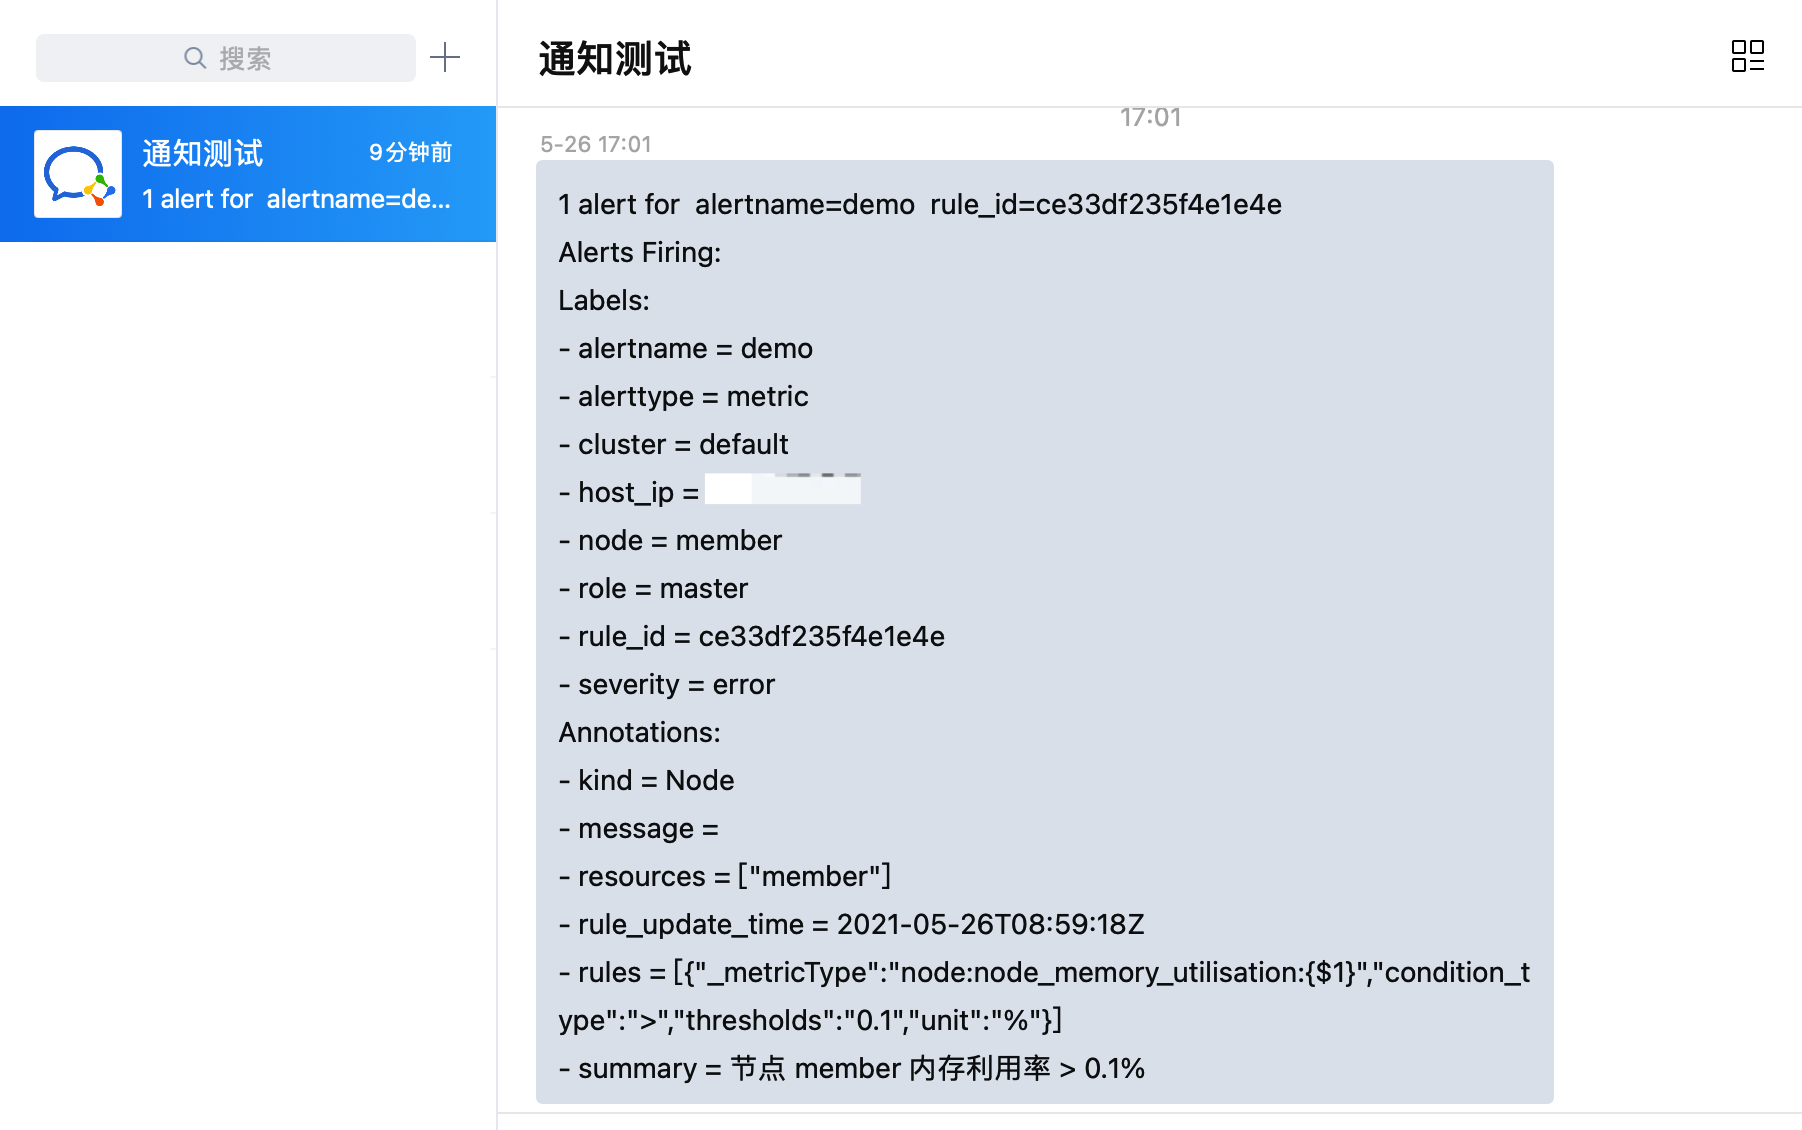 搜索
通知测试
9分钟前
1 alert for  alertname=de...
通知测试
17:01
5-26 17:01
1 alert for  alertname=demo  rule_id=ce33df235f4e1e4e
Alerts Firing:
Labels:
- alertname = demo
- alerttype = metric
- cluster = default
- host_ip =
- node = member
- role = master
- rule_id = ce33df235f4e1e4e
- severity = error
Annotations:
- kind = Node
- message =
- resources = ["member"]
- rule_update_time = 2021-05-26T08:59:18Z
- rules = [{"_metricType":"node:node_memory_utilisation:{$1}","condition_t
ype":">","thresholds":"0.1","unit":"%"}]
- summary = 节点 member 内存利用率 > 0.1%